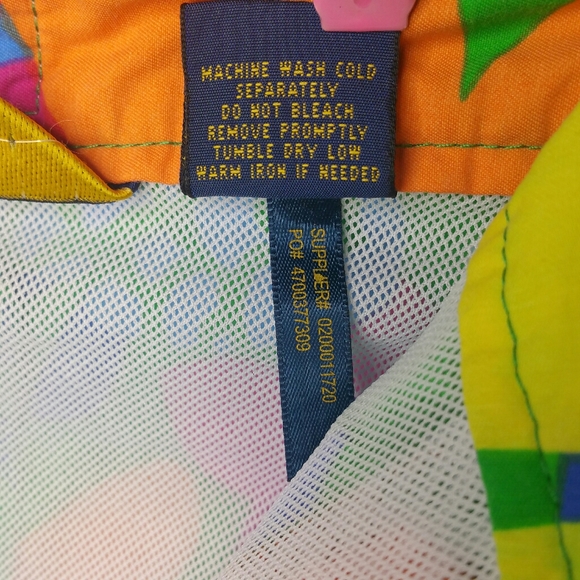 MACHINE WASH COLD
SEPARATELY
DO NOT BLEACH
REMOVE PROMPTLY
TUMBLE DRY LOW
WARM IRON IF NEEDED
SUPPLIER# 0200011720
PO# 4700377309